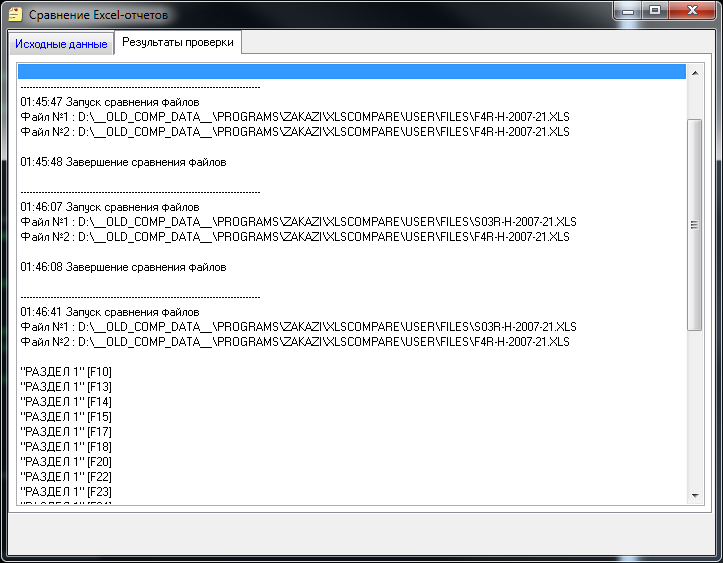 Сравнение Excel-отчетов
Исходные данные
Результаты проверки
--------------------------------------------------------------------------------
01:45:47 Запуск сравнения файлов
Файл №1 : D:\__OLD_COMP_DATA__\PROGRAMS\ZAKAZI\XLSCOMPARE\USER\FILES\F4R-H-2007-21.XLS
Файл №2 : D:\__OLD_COMP_DATA__\PROGRAMS\ZAKAZI\XLSCOMPARE\USER\FILES\F4R-H-2007-21.XLS
01:45:48 Завершение сравнения файлов
--------------------------------------------------------------------------------
01:46:07 Запуск сравнения файлов
Файл №1 : D:\__OLD_COMP_DATA__\PROGRAMS\ZAKAZI\XLSCOMPARE\USER\FILES\S03R-H-2007-21.XLS
Файл №2 : D:\__OLD_COMP_DATA__\PROGRAMS\ZAKAZI\XLSCOMPARE\USER\FILES\F4R-H-2007-21.XLS
01:46:08 Завершение сравнения файлов
--------------------------------------------------------------------------------
01:46:41 Запуск сравнения файлов
Файл №1 : D:\__OLD_COMP_DATA__\PROGRAMS\ZAKAZI\XLSCOMPARE\USER\FILES\S03R-H-2007-21.XLS
Файл №2 : D:\__OLD_COMP_DATA__\PROGRAMS\ZAKAZI\XLSCOMPARE\USER\FILES\F4R-H-2007-21.XLS
"РАЗДЕЛ 1" [F10]
"РАЗДЕЛ 1" [F13]
"РАЗДЕЛ 1" [F14]
"РАЗДЕЛ 1" [F15]
"РАЗДЕЛ 1" [F17]
"РАЗДЕЛ 1" [F18]
"РАЗДЕЛ 1" [F20]
"РАЗДЕЛ 1" [F22]
"РАЗДЕЛ 1" [F23]